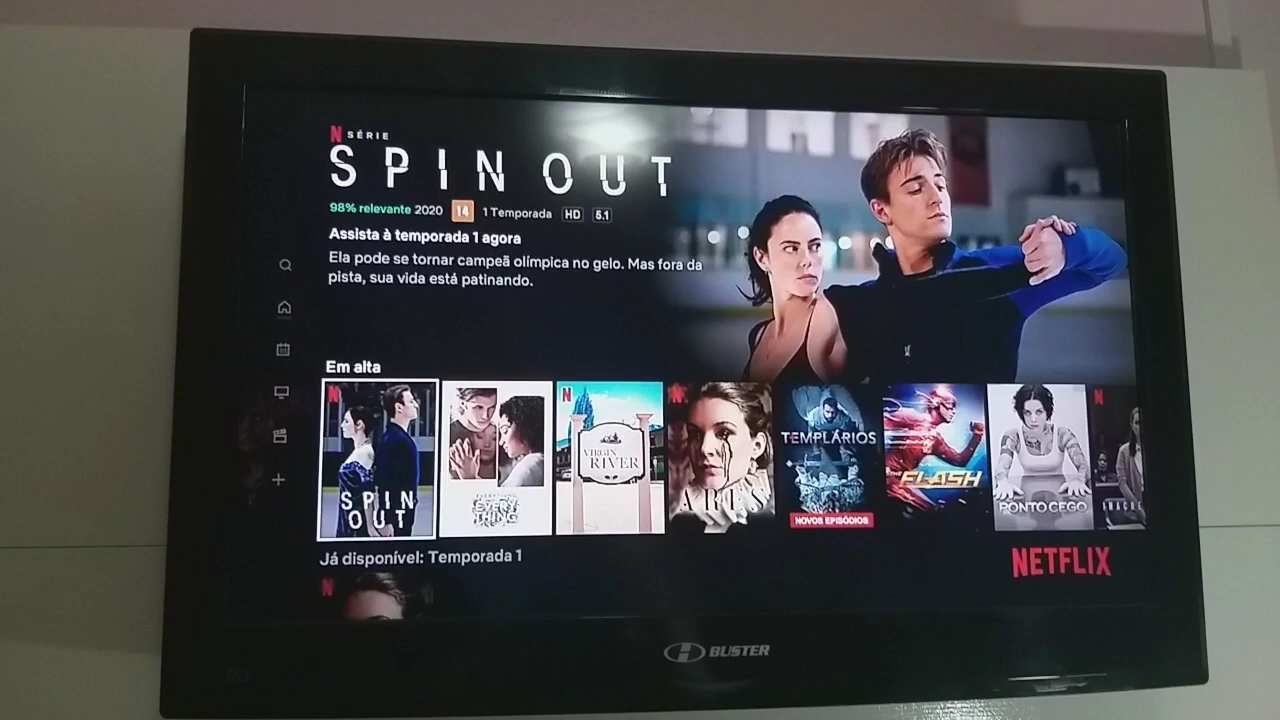 N SÉRIE
SPIN OUT
98% relevante 2020 14 1 Temporada HD 5.1
Assista à temporada 1 agora
Ela pode se tornar campeã olímpica no gelo. Mas fora da
pista, sua vida está patinando.
Em alta
N
SPIN
OUT
EVERYTHING
EVERY
THING
N
VIRGIN
RIVER
N
ARES
TEMPLÁRIOS
NOVOS EPISÓDIOS
THE
FLASH
PONTO CEGO
N
Já disponível: Temporada 1
NETFLIX
N
H BUSTER